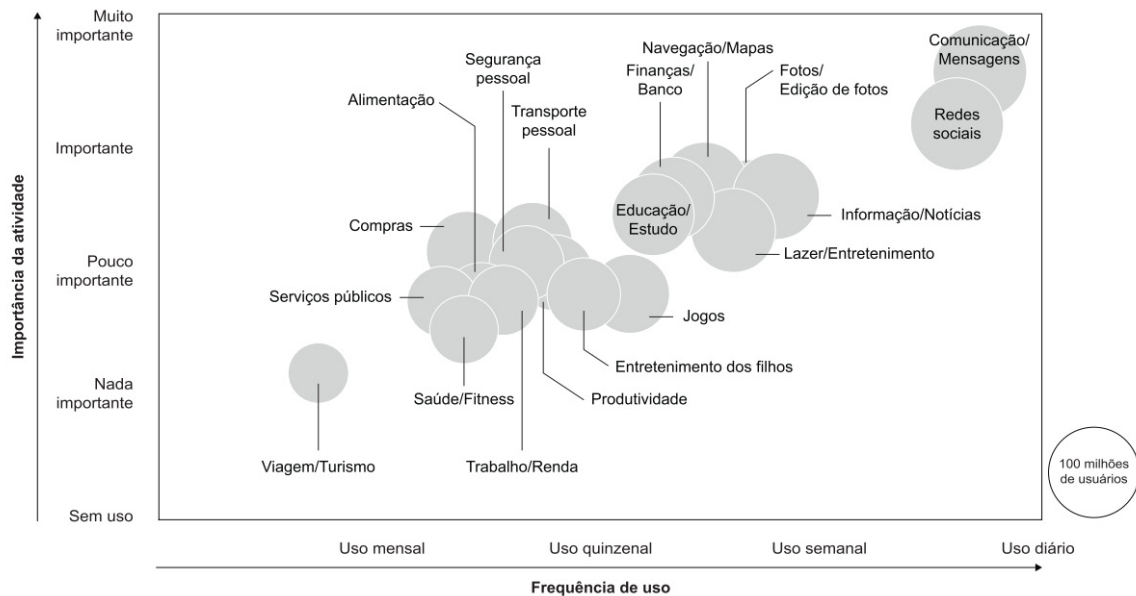 Muito
importante
Importante
Pouco
importante
Nada
importante
Sem uso
Importância da atividade
Comunicação/
Mensagens
Redes
sociais
Navegação/Mapas
Finanças/
Banco
Fotos/
Edição de fotos
Segurança
pessoal
Alimentação
Transporte
pessoal
Compras
Educação/
Estudo
Informação/Notícias
Lazer/Entretenimento
Serviços públicos
Jogos
Entretenimento dos filhos
Saúde/Fitness
Produtividade
Viagem/Turismo
Trabalho/Renda
100 milhões
de usuários
Uso mensal
Uso quinzenal
Uso semanal
Uso diário
Frequência de uso